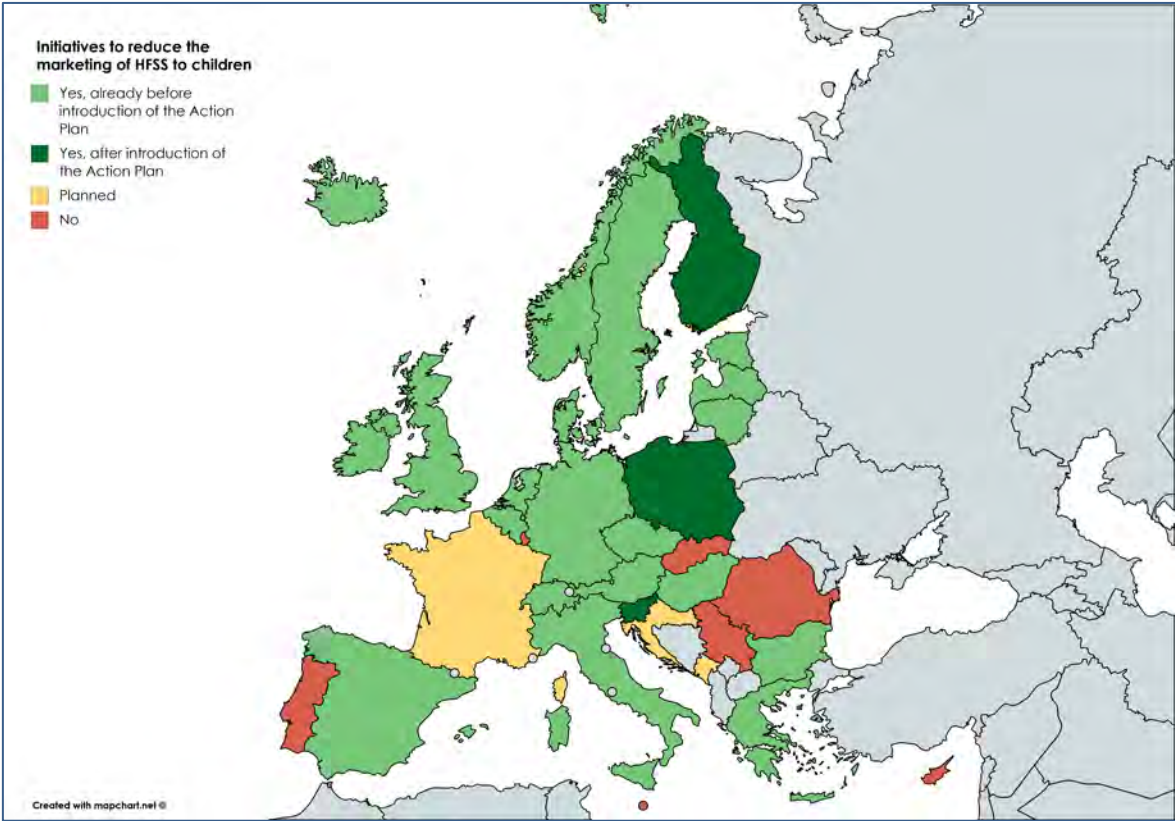 Initiatives to reduce the
marketing of HFSS to children
Yes, already before
introduction of the Action
Plan
Yes, after introduction of
the Action Plan
Planned
No
Created with mapchart.net ©